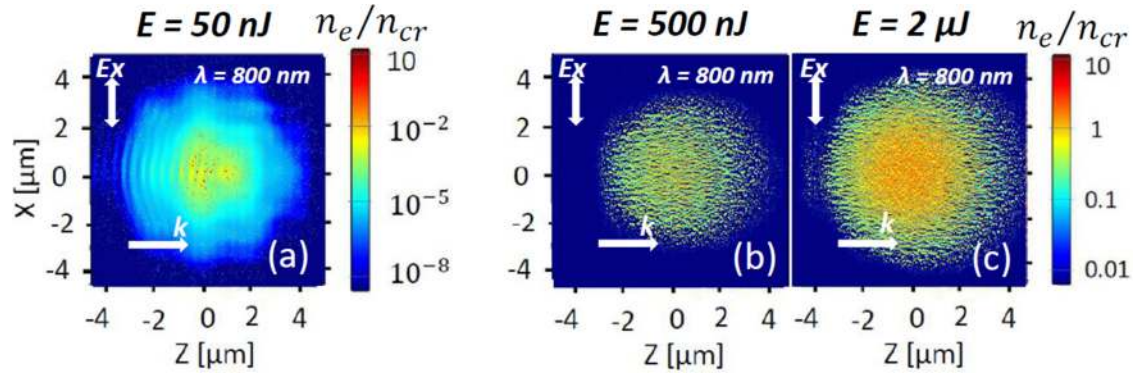 E = 50 nJ
n_e/n_cr
E = 500 nJ
E = 2 μJ
n_e/n_cr
Ex
λ = 800 nm
k
(a)
4
2
0
-2
-4
X [μm]
-4
-2
0
2
4
Z [μm]
10
10⁻²
10⁻⁵
10⁻⁸
Ex
λ = 800 nm
k
(b)
4
2
0
-2
-4
-4
-2
0
2
4
Z [μm]
Ex
λ = 800 nm
k
(c)
-4
-2
0
2
4
Z [μm]
10
1
0.1
0.01